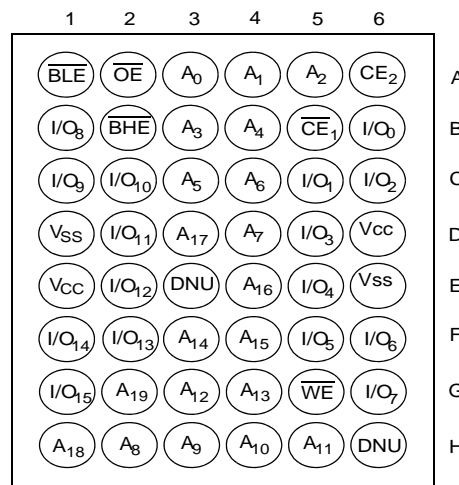 1 2 3 4 5 6
BLE OE A0 A1 A2 CE2 A
I/O8 BHE A3 A4 CE1 I/O0 B
I/O9 I/O10 A5 A6 I/O1 I/O2 C
VSS I/O11 A17 A7 I/O3 Vcc D
VCC I/O12 DNU A16 I/O4 Vss E
I/O14 I/O13 A14 A15 I/O5 I/O6 F
I/O15 A19 A12 A13 WE I/O7 G
A18 A8 A9 A10 A11 DNU H